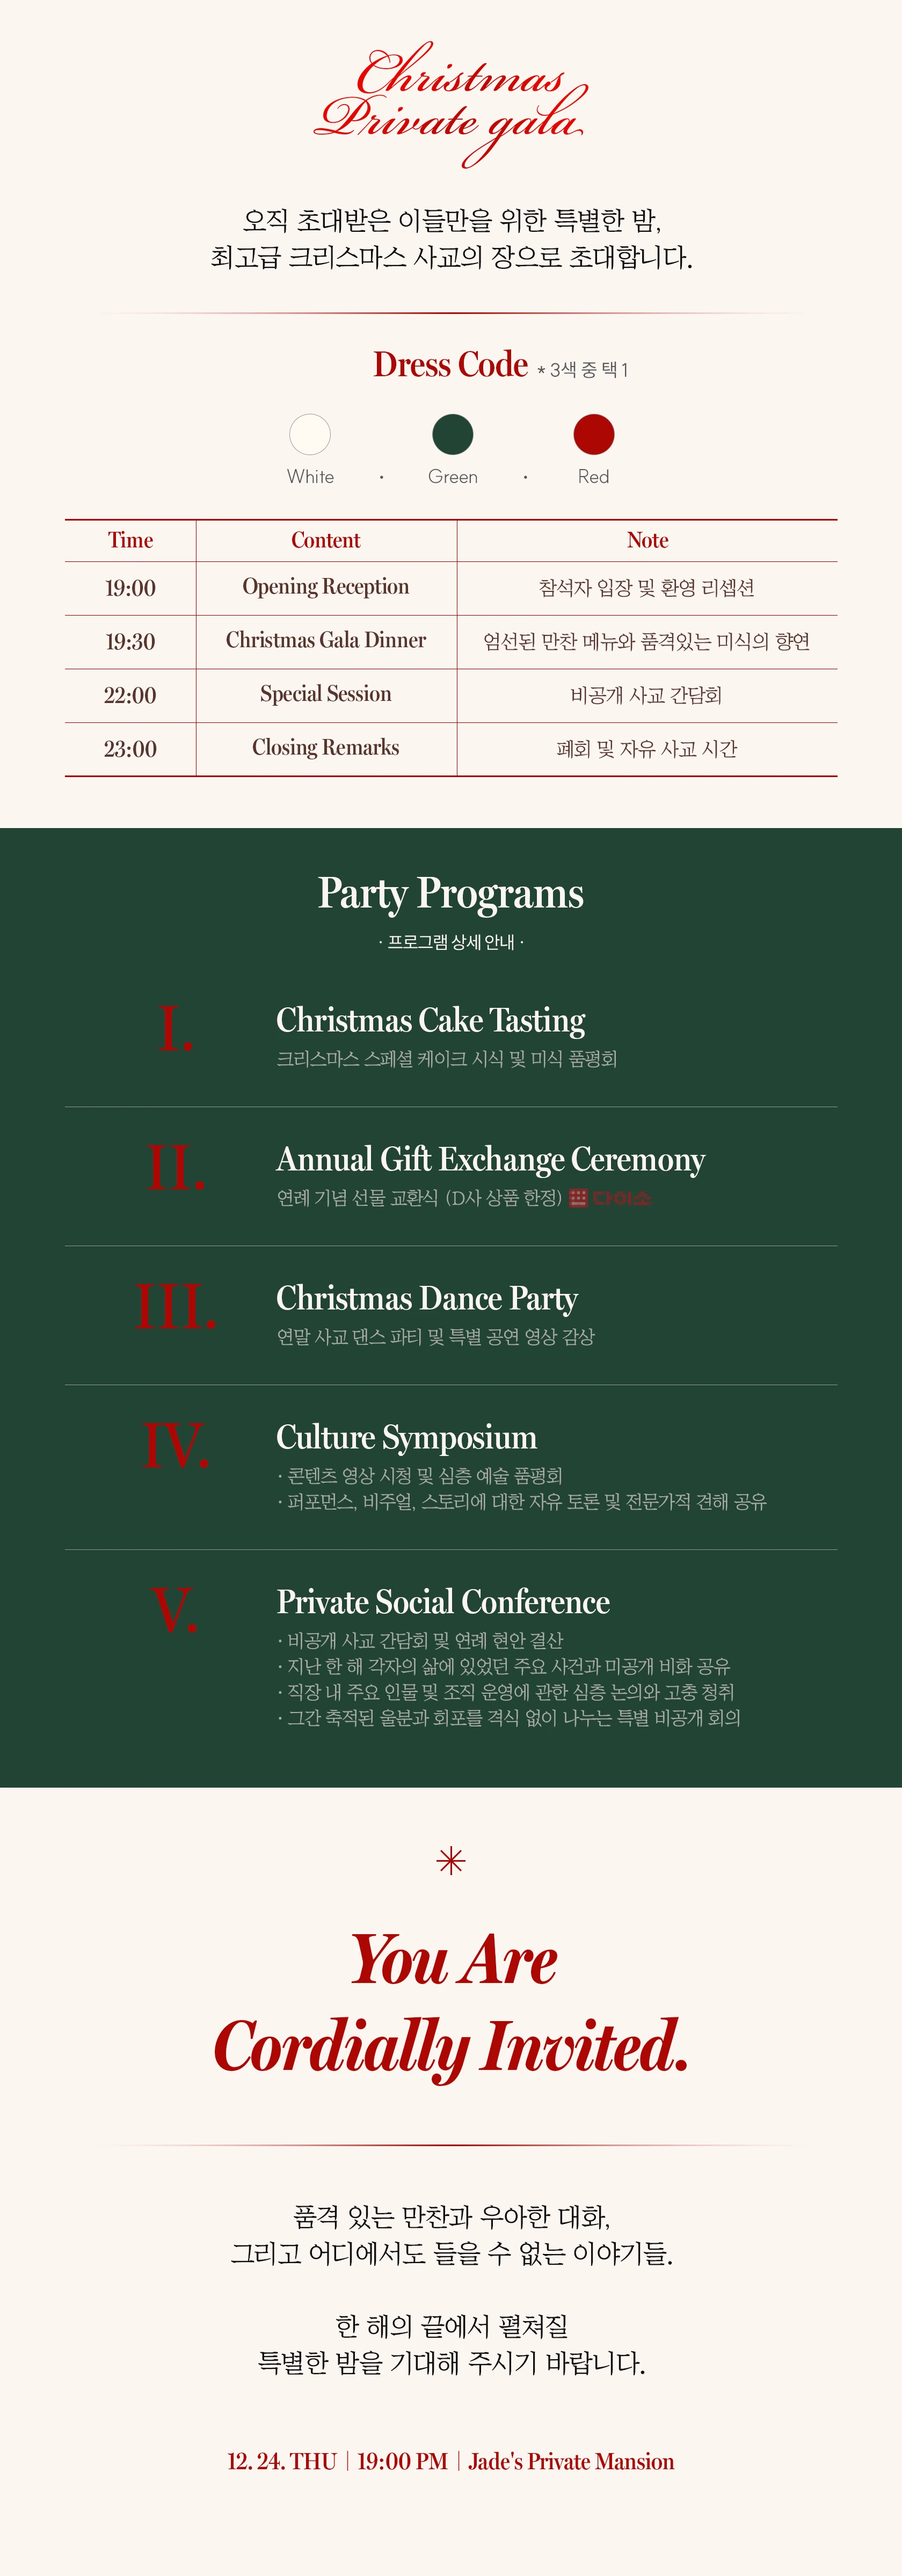 Christmas
Private gala
오직 초대받은 이들만을 위한 특별한 밤,
최고급 크리스마스 사교의 장으로 초대합니다.
Dress Code * 3색 중 택 1
White · Green · Red
Time Content Note
19:00 Opening Reception 참석자 입장 및 환영 리셉션
19:30 Christmas Gala Dinner 엄선된 만찬 메뉴와 품격있는 미식의 향연
22:00 Special Session 비공개 사교 간담회
23:00 Closing Remarks 폐회 및 자유 사교 시간
Party Programs
· 프로그램 상세 안내 ·
I. Christmas Cake Tasting
크리스마스 스페셜 케이크 시식 및 미식 품평회
II. Annual Gift Exchange Ceremony
연례 기념 선물 교환식 (D사 상품 한정) 다이소
III. Christmas Dance Party
연말 사교 댄스 파티 및 특별 공연 영상 감상
IV. Culture Symposium
· 콘텐츠 영상 시청 및 심층 예술 품평회
· 퍼포먼스, 비주얼, 스토리에 대한 자유 토론 및 전문가적 견해 공유
V. Private Social Conference
· 비공개 사교 간담회 및 연례 현안 결산
· 지난 한 해 각자의 삶에 있었던 주요 사건과 미공개 비화 공유
· 직장 내 주요 인물 및 조직 운영에 관한 심층 논의와 고충 청취
· 그간 축적된 울분과 회포를 격식 없이 나누는 특별 비공개 회의
You Are
Cordially Invited.
품격 있는 만찬과 우아한 대화,
그리고 어디에서도 들을 수 없는 이야기들.
한 해의 끝에서 펼쳐질
특별한 밤을 기대해 주시기 바랍니다.
12. 24. THU | 19:00 PM | Jade's Private Mansion